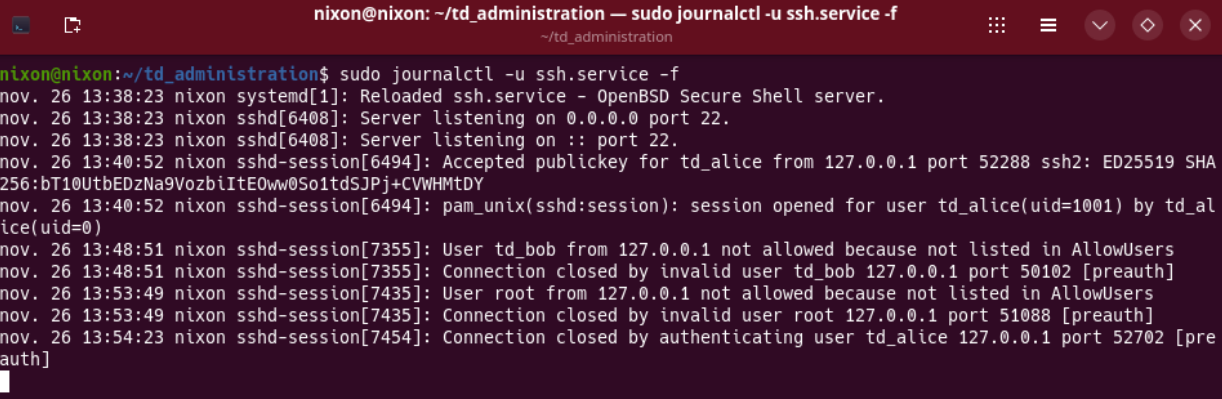 nixon@nixon: ~/td_administration — sudo journalctl -u ssh.service -f
~/td_administration
nixon@nixon:~/td_administration$ sudo journalctl -u ssh.service -f
nov. 26 13:38:23 nixon systemd[1]: Reloaded ssh.service - OpenBSD Secure Shell server.
nov. 26 13:38:23 nixon sshd[6408]: Server listening on 0.0.0.0 port 22.
nov. 26 13:38:23 nixon sshd[6408]: Server listening on :: port 22.
nov. 26 13:40:52 nixon sshd-session[6494]: Accepted publickey for td_alice from 127.0.0.1 port 52288 ssh2: ED25519 SHA
256:bT10UtbEDzNa9VozbiItEOww0So1tdSJPj+CVWHMtDY
nov. 26 13:40:52 nixon sshd-session[6494]: pam_unix(sshd:session): session opened for user td_alice(uid=1001) by td_al
ice(uid=0)
nov. 26 13:48:51 nixon sshd-session[7355]: User td_bob from 127.0.0.1 not allowed because not listed in AllowUsers
nov. 26 13:48:51 nixon sshd-session[7355]: Connection closed by invalid user td_bob 127.0.0.1 port 50102 [preauth]
nov. 26 13:53:49 nixon sshd-session[7435]: User root from 127.0.0.1 not allowed because not listed in AllowUsers
nov. 26 13:53:49 nixon sshd-session[7435]: Connection closed by invalid user root 127.0.0.1 port 51088 [preauth]
nov. 26 13:54:23 nixon sshd-session[7454]: Connection closed by authenticating user td_alice 127.0.0.1 port 52702 [pre
auth]